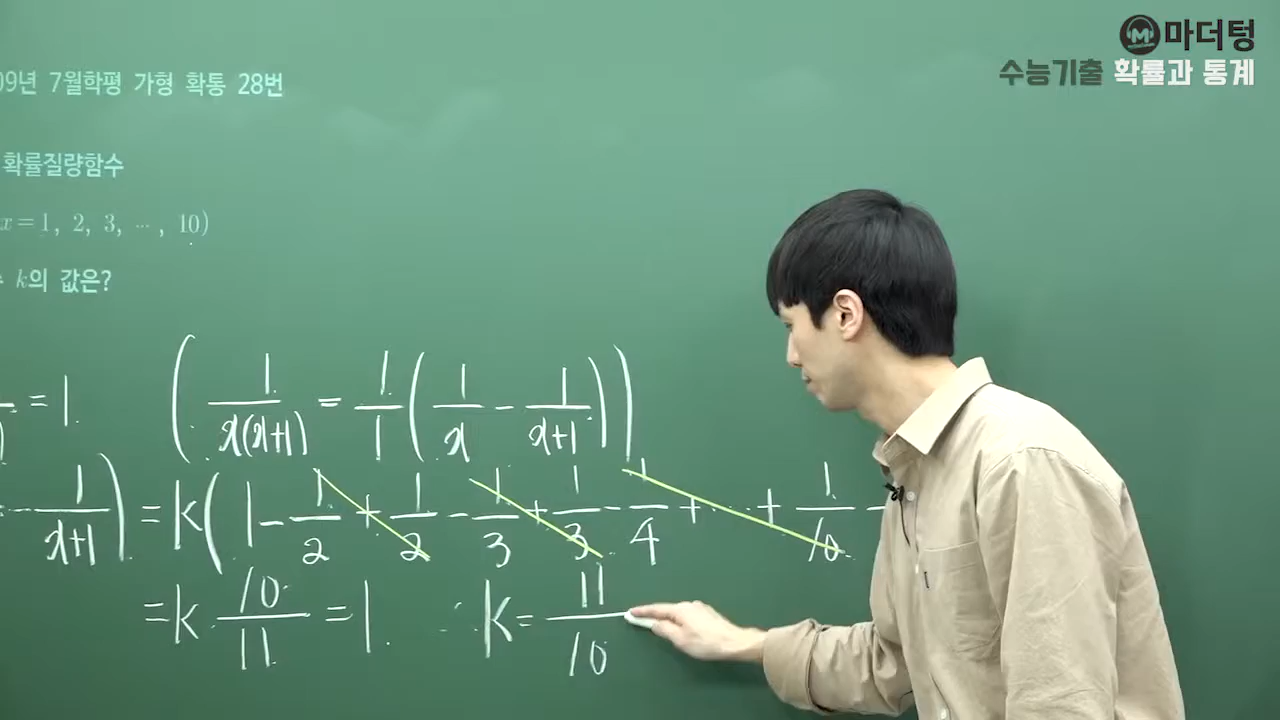 마더텅
수능기출 확률과 통계
09년 7월학평 가형 확통 28번
확률질량함수
x=1, 2, 3, ⋯, 10)
k의 값은?
=1. ( 1/x(x+1) = 1/1 ( 1/x - 1/x+1 ) )
- 1/x+1 ) = k( 1 - 1/2 + 1/2 - 1/3 + 1/3 - 1/4 + ⋯ + 1/10 -
= k 10/11 = 1. ∴ k = 11/10